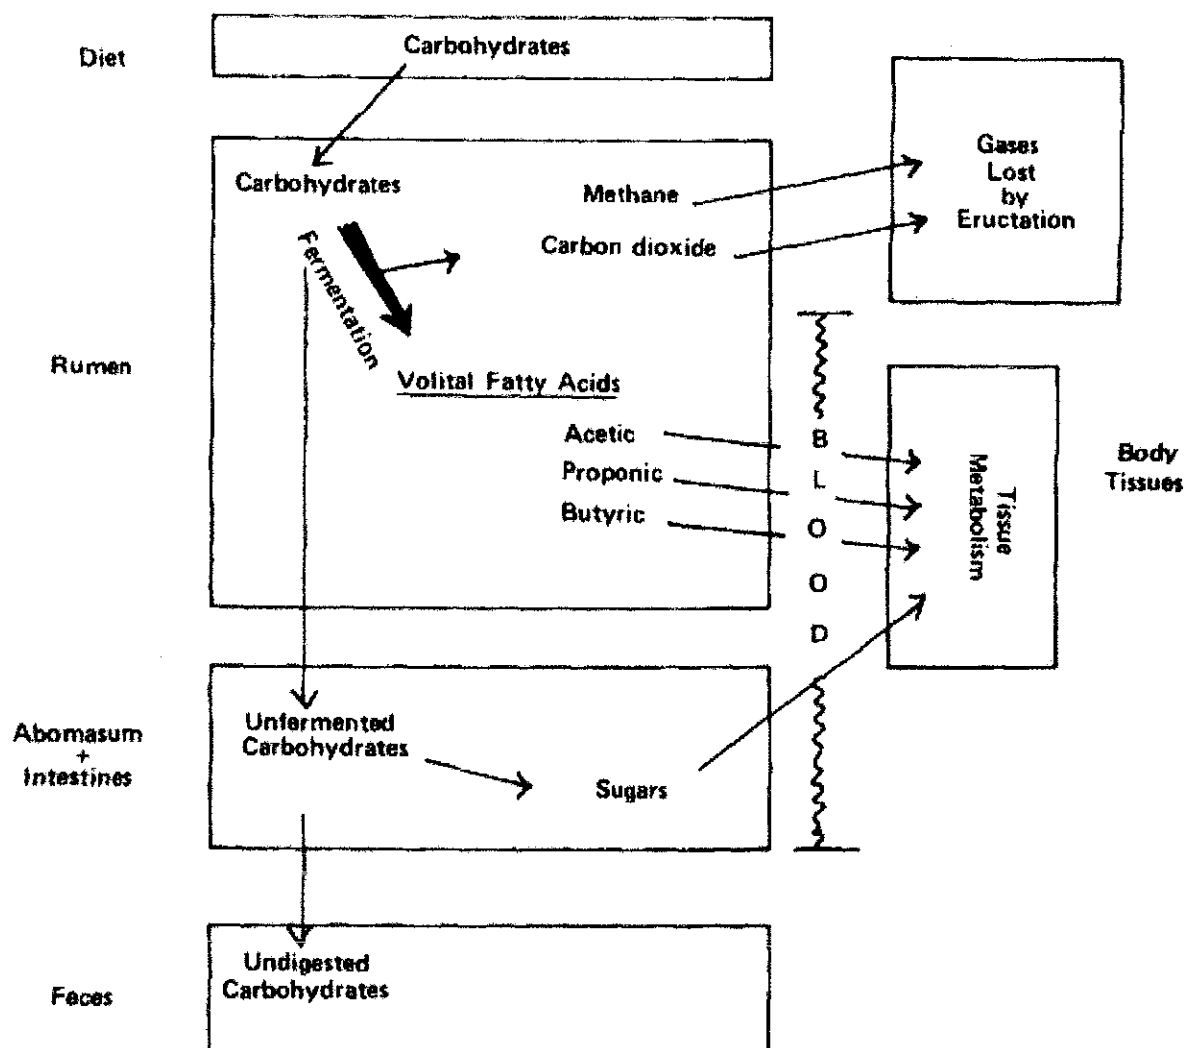 Diet
Carbohydrates
Rumen
Carbohydrates
Fermentation
Methane
Carbon dioxide
Gases
Lost
by
Eructation
Volital Fatty Acids
Acetic
Proponic
Butyric
BLOOD
Tissue
Metabolism
Body
Tissues
Abomasum
+
Intestines
Unfermented
Carbohydrates
Sugars
Feces
Undigested
Carbohydrates